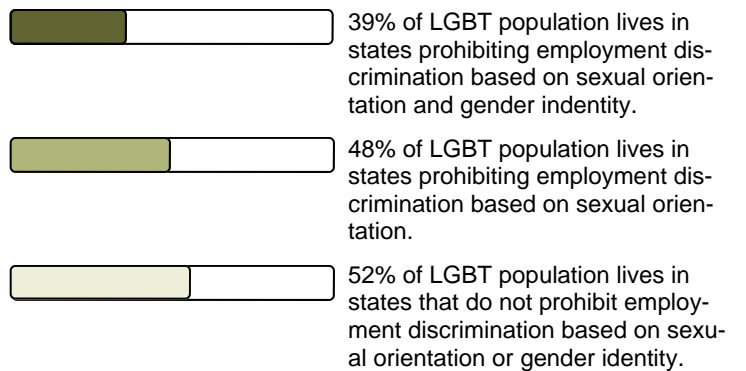 39% of LGBT population lives in
states prohibiting employment dis-
crimination based on sexual orien-
tation and gender indentity.
48% of LGBT population lives in
states prohibiting employment dis-
crimination based on sexual orien-
tation.
52% of LGBT population lives in
states that do not prohibit employ-
ment discrimination based on sexu-
al orientation or gender identity.